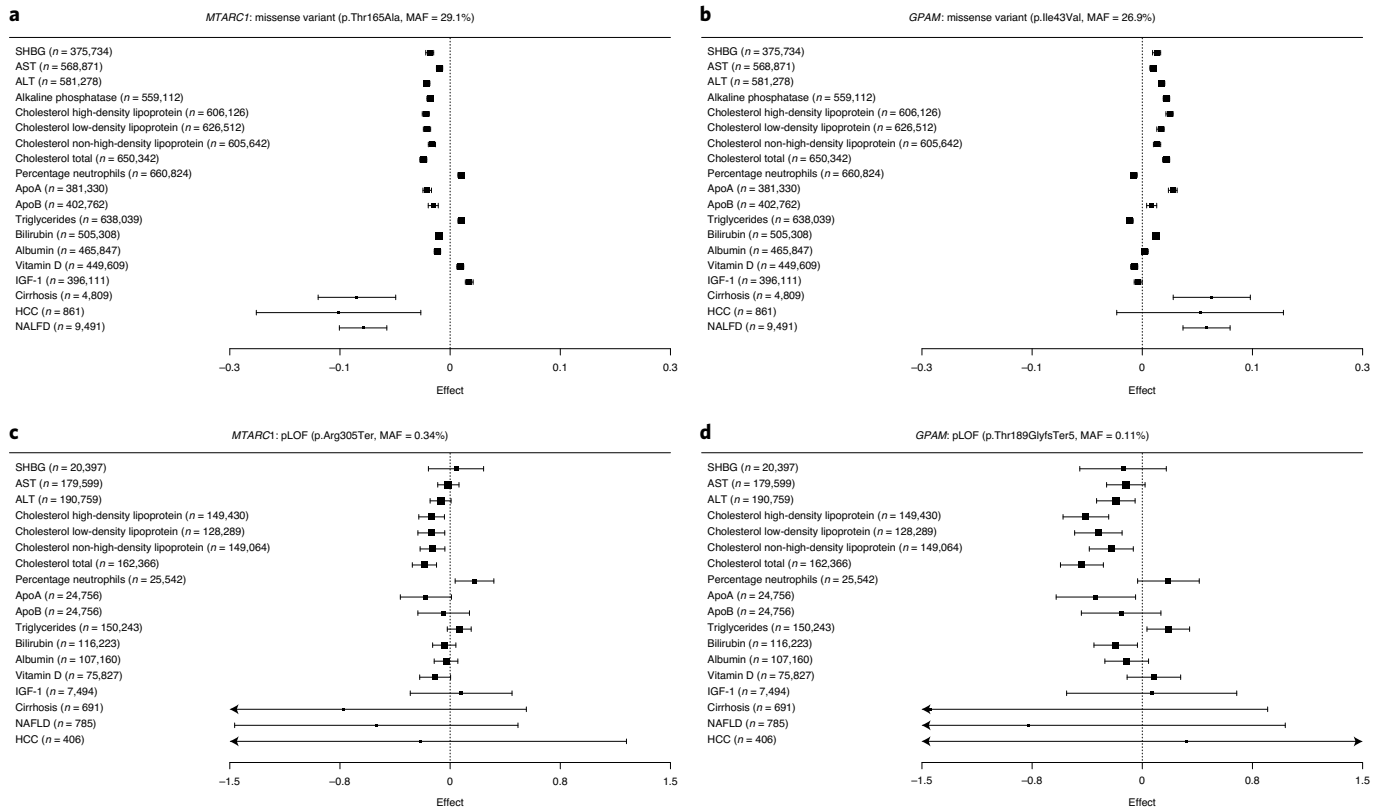 a
MTARC1: missense variant (p.Thr165Ala, MAF = 29.1%)
SHBG (n = 375,734)
AST (n = 568,871)
ALT (n = 581,278)
Alkaline phosphatase (n = 559,112)
Cholesterol high-density lipoprotein (n = 606,126)
Cholesterol low-density lipoprotein (n = 626,512)
Cholesterol non-high-density lipoprotein (n = 605,642)
Cholesterol total (n = 650,342)
Percentage neutrophils (n = 660,824)
ApoA (n = 381,330)
ApoB (n = 402,762)
Triglycerides (n = 638,039)
Bilirubin (n = 505,308)
Albumin (n = 465,847)
Vitamin D (n = 449,609)
IGF-1 (n = 396,111)
Cirrhosis (n = 4,809)
HCC (n = 861)
NALFD (n = 9,491)
−0.3 −0.1 0 0.1 0.3
Effect
b
GPAM: missense variant (p.Ile43Val, MAF = 26.9%)
SHBG (n = 375,734)
AST (n = 568,871)
ALT (n = 581,278)
Alkaline phosphatase (n = 559,112)
Cholesterol high-density lipoprotein (n = 606,126)
Cholesterol low-density lipoprotein (n = 626,512)
Cholesterol non-high-density lipoprotein (n = 605,642)
Cholesterol total (n = 650,342)
Percentage neutrophils (n = 660,824)
ApoA (n = 381,330)
ApoB (n = 402,762)
Triglycerides (n = 638,039)
Bilirubin (n = 505,308)
Albumin (n = 465,847)
Vitamin D (n = 449,609)
IGF-1 (n = 396,111)
Cirrhosis (n = 4,809)
HCC (n = 861)
NALFD (n = 9,491)
−0.3 −0.1 0 0.1 0.3
Effect
c
MTARC1: pLOF (p.Arg305Ter, MAF = 0.34%)
SHBG (n = 20,397)
AST (n = 179,599)
ALT (n = 190,759)
Cholesterol high-density lipoprotein (n = 149,430)
Cholesterol low-density lipoprotein (n = 128,289)
Cholesterol non-high-density lipoprotein (n = 149,064)
Cholesterol total (n = 162,366)
Percentage neutrophils (n = 25,542)
ApoA (n = 24,756)
ApoB (n = 24,756)
Triglycerides (n = 150,243)
Bilirubin (n = 116,223)
Albumin (n = 107,160)
Vitamin D (n = 75,827)
IGF-1 (n = 7,494)
Cirrhosis (n = 691)
NAFLD (n = 785)
HCC (n = 406)
−1.5 −0.8 0 0.8 1.5
Effect
d
GPAM: pLOF (p.Thr189GlyfsTer5, MAF = 0.11%)
SHBG (n = 20,397)
AST (n = 179,599)
ALT (n = 190,759)
Cholesterol high-density lipoprotein (n = 149,430)
Cholesterol low-density lipoprotein (n = 128,289)
Cholesterol non-high-density lipoprotein (n = 149,064)
Cholesterol total (n = 162,366)
Percentage neutrophils (n = 25,542)
ApoA (n = 24,756)
ApoB (n = 24,756)
Triglycerides (n = 150,243)
Bilirubin (n = 116,223)
Albumin (n = 107,160)
Vitamin D (n = 75,827)
IGF-1 (n = 7,494)
Cirrhosis (n = 691)
NAFLD (n = 785)
HCC (n = 406)
−1.5 −0.8 0 0.8 1.5
Effect